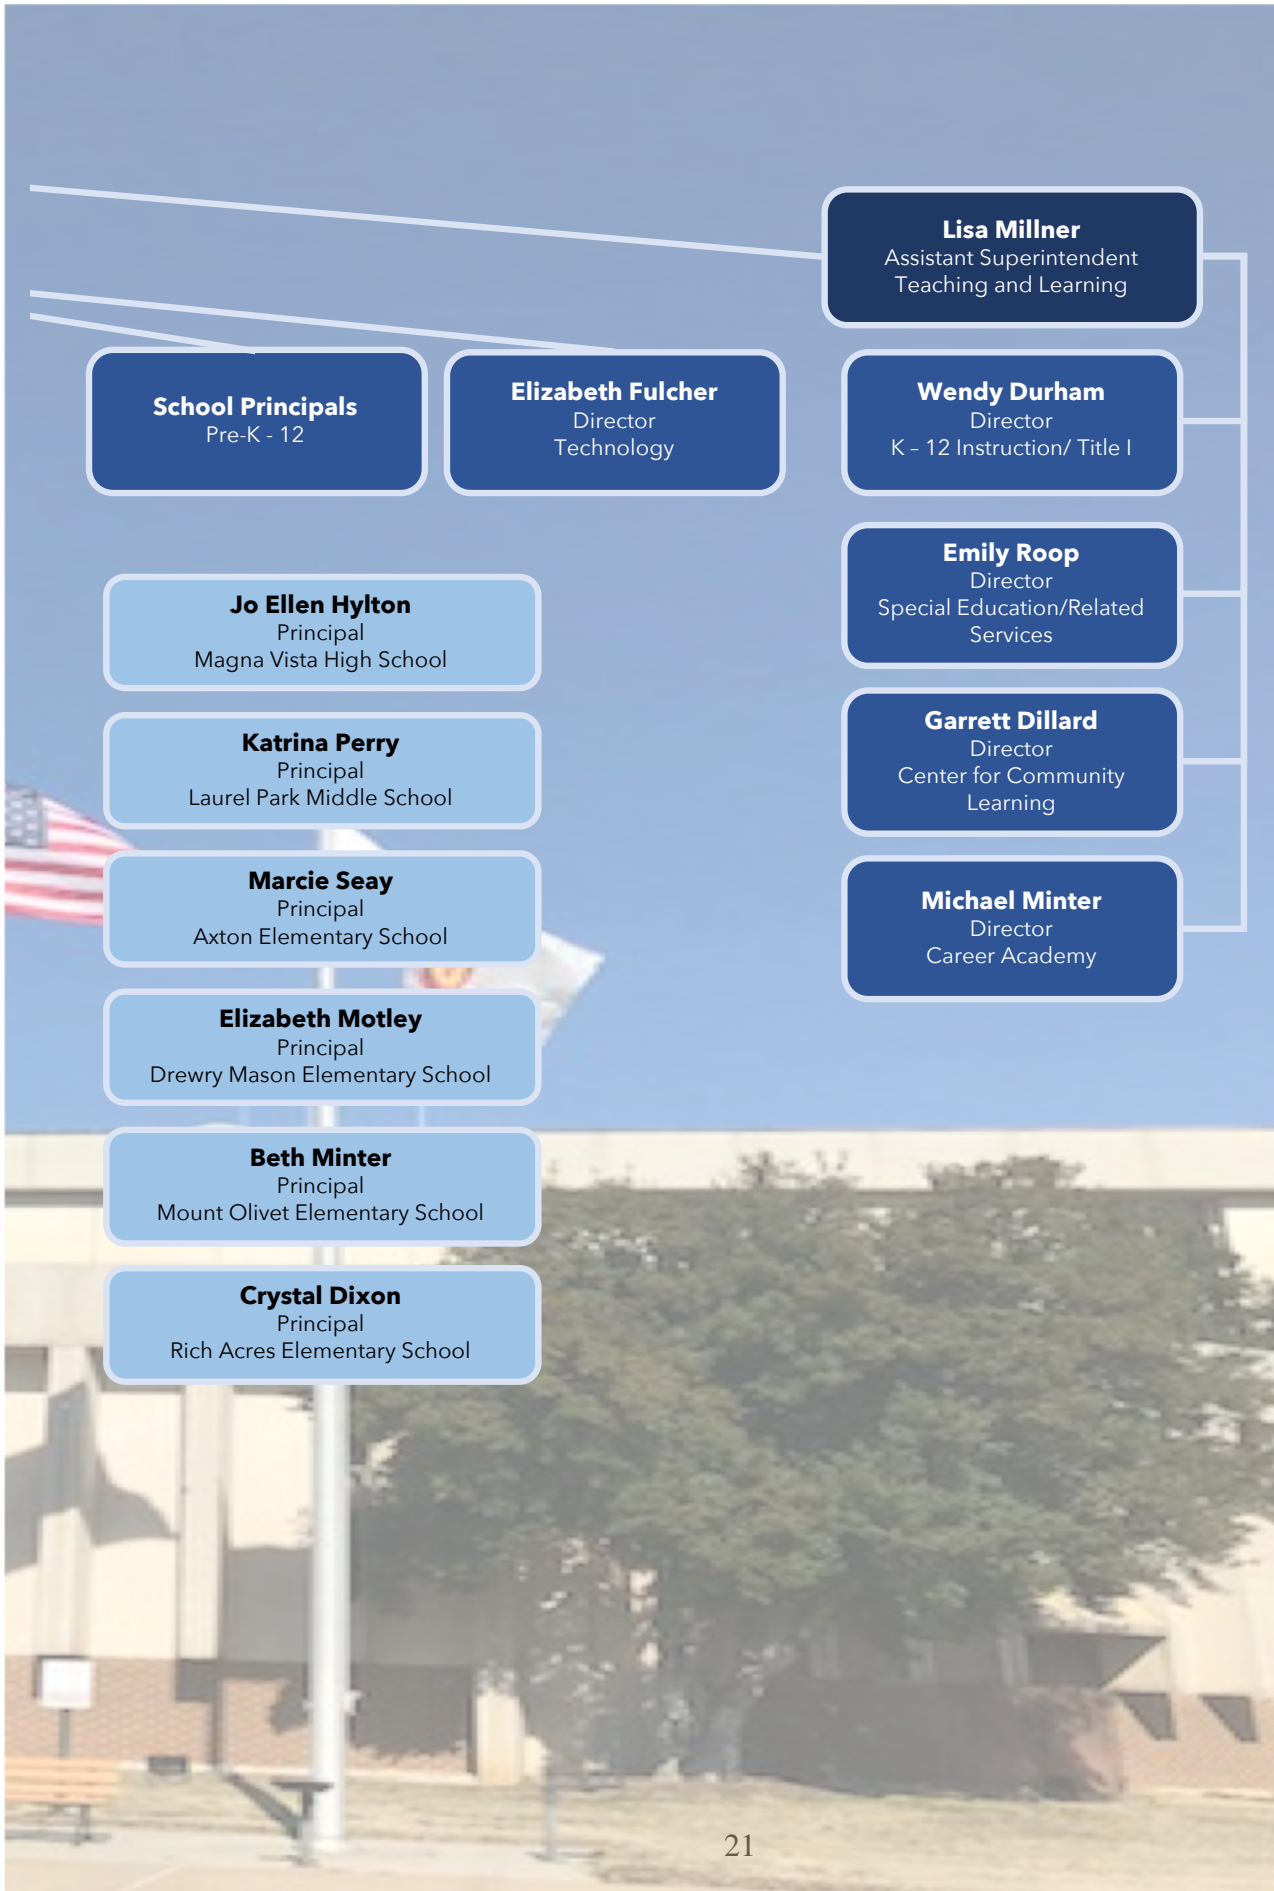 Lisa Millner
Assistant Superintendent
Teaching and Learning
School Principals
Pre-K - 12
Elizabeth Fulcher
Director
Technology
Wendy Durham
Director
K – 12 Instruction/ Title I
Emily Roop
Director
Special Education/Related
Services
Garrett Dillard
Director
Center for Community
Learning
Michael Minter
Director
Career Academy
Jo Ellen Hylton
Principal
Magna Vista High School
Katrina Perry
Principal
Laurel Park Middle School
Marcie Seay
Principal
Axton Elementary School
Elizabeth Motley
Principal
Drewry Mason Elementary School
Beth Minter
Principal
Mount Olivet Elementary School
Crystal Dixon
Principal
Rich Acres Elementary School
21